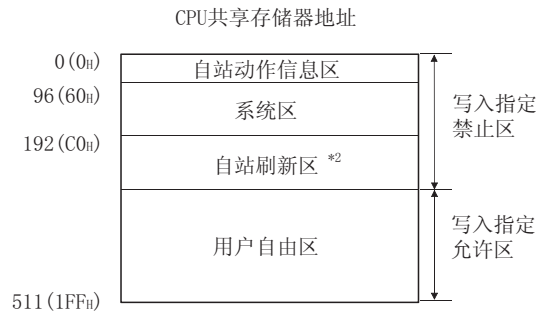 CPU共享存储器地址
0(0H)
自站动作信息区
96(60H)
系统区
写入指定
禁止区
192(C0H)
自站刷新区 *2
用户自由区
写入指定
允许区
511(1FFH)